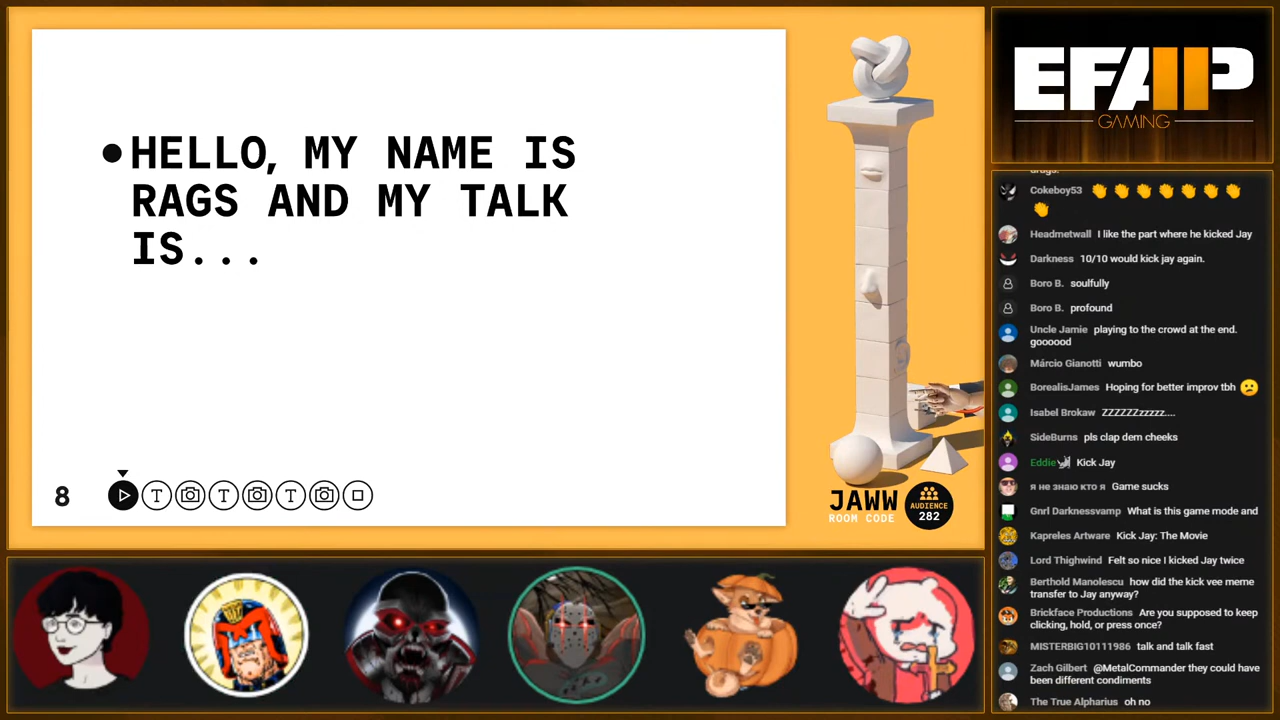 HELLO, MY NAME IS
RAGS AND MY TALK
IS...
8
T T T
JAWW
ROOM CODE
AUDIENCE
282
EFAP
GAMING
Cokeboy53 👏 👏 👏 👏 👏 👏 👏
👏
Headmetwall I like the part where he kicked Jay
Darkness 10/10 would kick jay again.
Boro B. soulfully
Boro B. profound
Uncle Jamie playing to the crowd at the end.
goooood
Márcio Gianotti wumbo
BorealisJames Hoping for better improv tbh 😕
Isabel Brokaw ZZZZZZzzzzz....
SideBurns pls clap dem cheeks
Eddie Kick Jay
я не знаю кто я Game sucks
Gnrl Darknessvamp What is this game mode and
Kapreles Artware Kick Jay: The Movie
Lord Thighwind Felt so nice I kicked Jay twice
Berthold Manolescu how did the kick vee meme
transfer to Jay anyway?
Brickface Productions Are you supposed to keep
clicking, hold, or press once?
MISTERBIG10111986 talk and talk fast
Zach Gilbert @MetalCommander they could have
been different condiments
The True Alpharius oh no